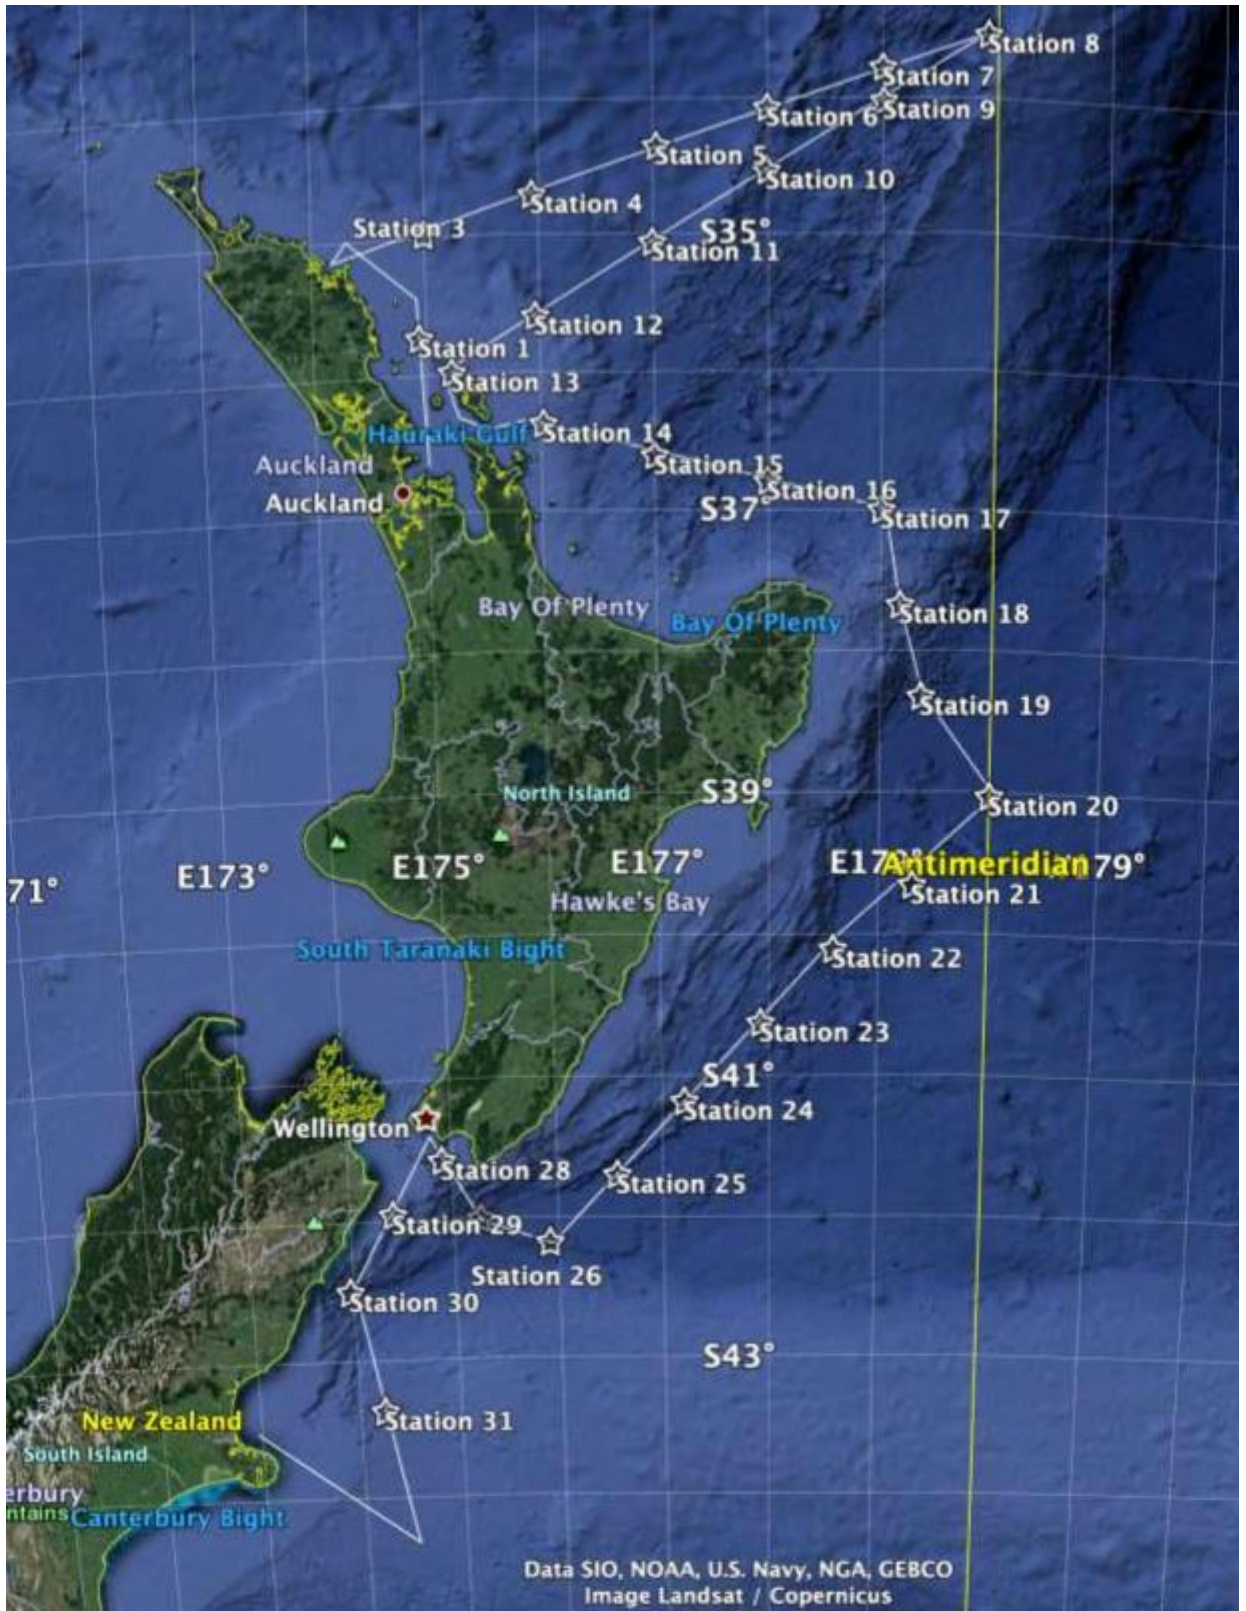 Station 8
Station 7
Station 9
Station 6
Station 5
Station 10
Station 4
Station 3
S35°
Station 11
Station 12
Station 1
Station 13
Hauraki Gulf
Station 14
Auckland
Station 15
Auckland
Station 16
S37°
Station 17
Bay Of Plenty
Bay Of Plenty
Station 18
Station 19
North Island
S39°
Station 20
71°
E173°
E175°
E177°
Antimeridian
79°
Station 21
Hawke's Bay
South Taranaki Bight
Station 22
Station 23
S41°
Station 24
Wellington
Station 28
Station 25
Station 29
Station 26
Station 30
S43°
New Zealand
Station 31
South Island
erbury
ntains
Canterbury Bight
Data SIO, NOAA, U.S. Navy, NGA, GEBCO
Image Landsat / Copernicus